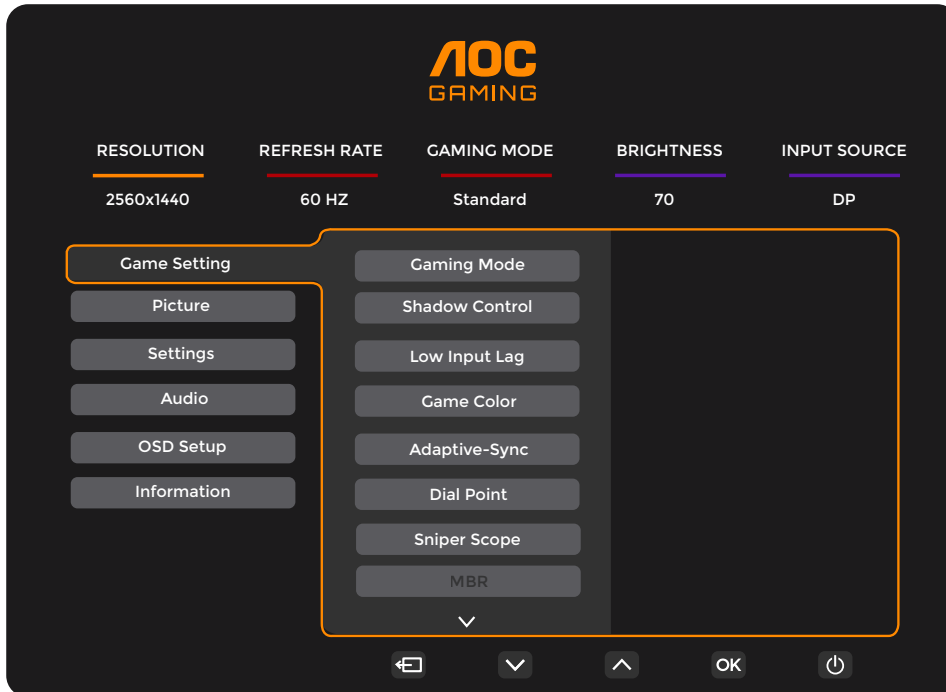 AOC
GAMING
RESOLUTION REFRESH RATE GAMING MODE BRIGHTNESS INPUT SOURCE
2560x1440 60 HZ Standard 70 DP
Game Setting
Picture
Settings
Audio
OSD Setup
Information
Gaming Mode
Shadow Control
Low Input Lag
Game Color
Adaptive-Sync
Dial Point
Sniper Scope
MBR
OK